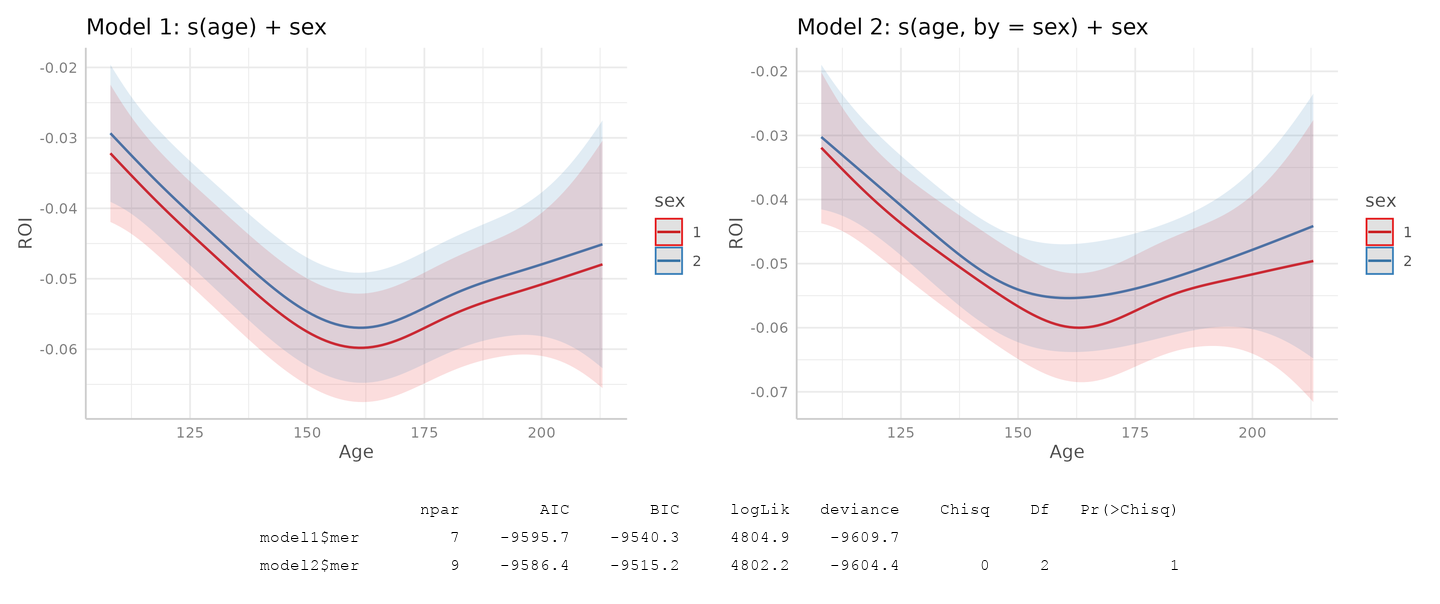 Model 1: s(age) + sex
-0.02
-0.03
-0.04
-0.05
-0.06
ROI
125 150 175 200
Age
sex
1
2
Model 2: s(age, by = sex) + sex
-0.02
-0.03
-0.04
-0.05
-0.06
-0.07
ROI
125 150 175 200
Age
sex
1
2
npar AIC BIC logLik deviance Chisq Df Pr(>Chisq)
model1$mer 7 -9595.7 -9540.3 4804.9 -9609.7
model2$mer 9 -9586.4 -9515.2 4802.2 -9604.4 0 2 1